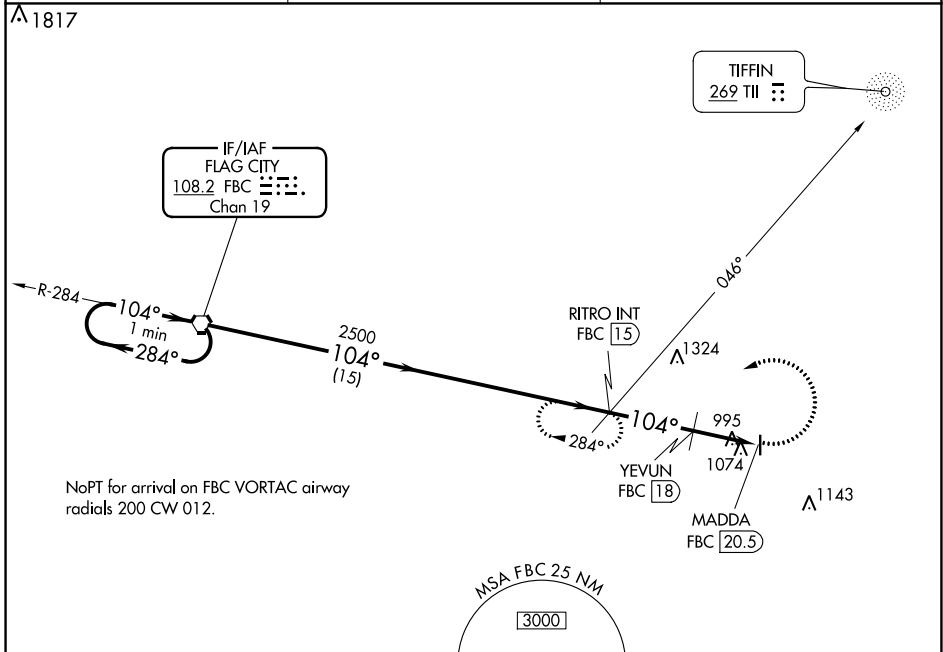 1817
TIFFIN
269 TII
IF/IAF
FLAG CITY
108.2 FBC
Chan 19
046°
R-284
104°
1 min
284°
2500
104°
(15)
RITRO INT
FBC 15
1324
284°
104°
995
1074
YEVUN
FBC 18
MADDA
FBC 20.5
1143
NoPT for arrival on FBC VORTAC airway
radials 200 CW 012.
MSA FBC 25 NM
3000